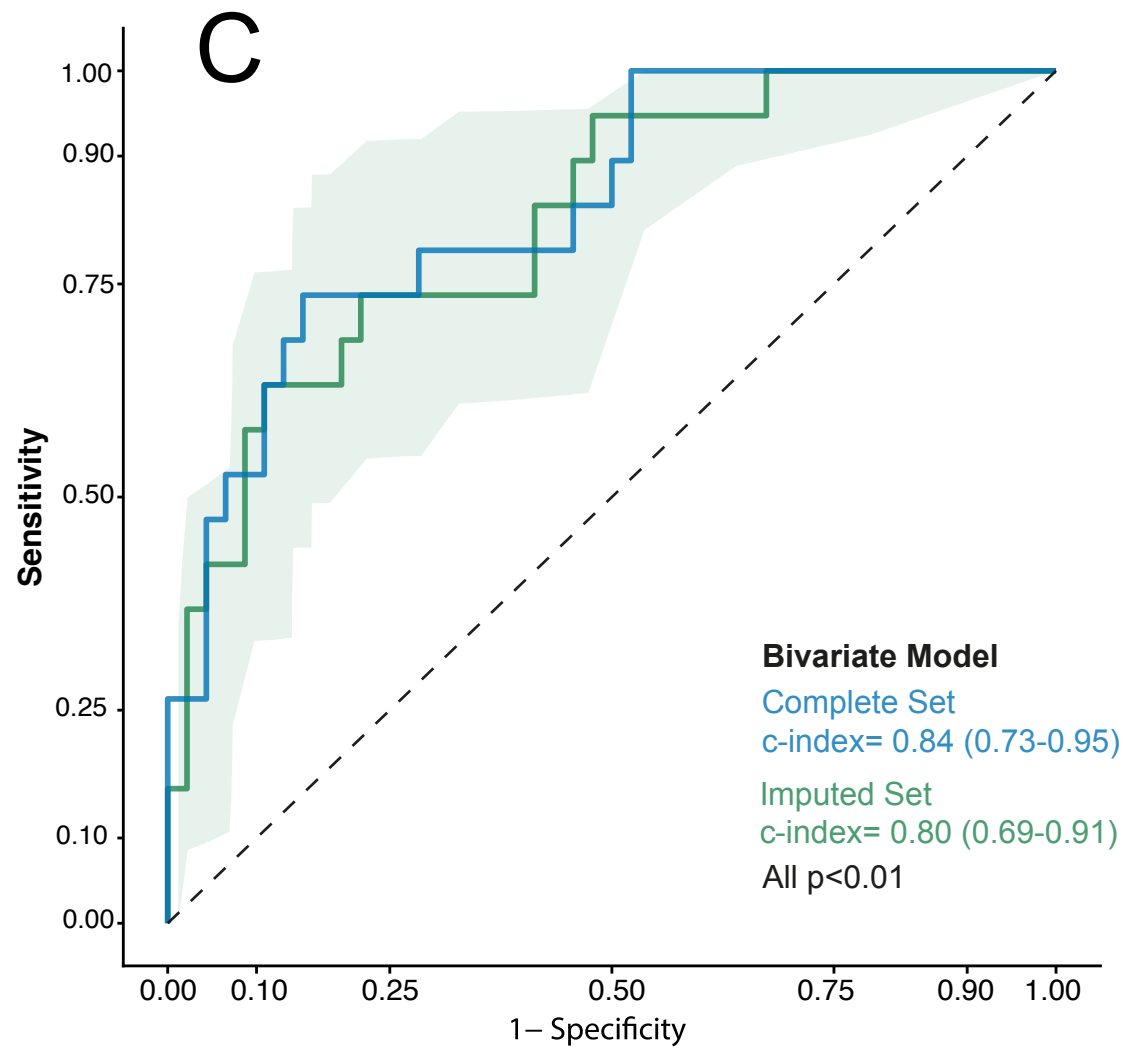 C
1.00
0.90
0.75
0.50
0.25
0.10
0.00
Sensitivity
Bivariate Model
Complete Set
c-index= 0.84 (0.73-0.95)
Imputed Set
c-index= 0.80 (0.69-0.91)
All p<0.01
0.00 0.10 0.25 0.50 0.75 0.90 1.00
1– Specificity